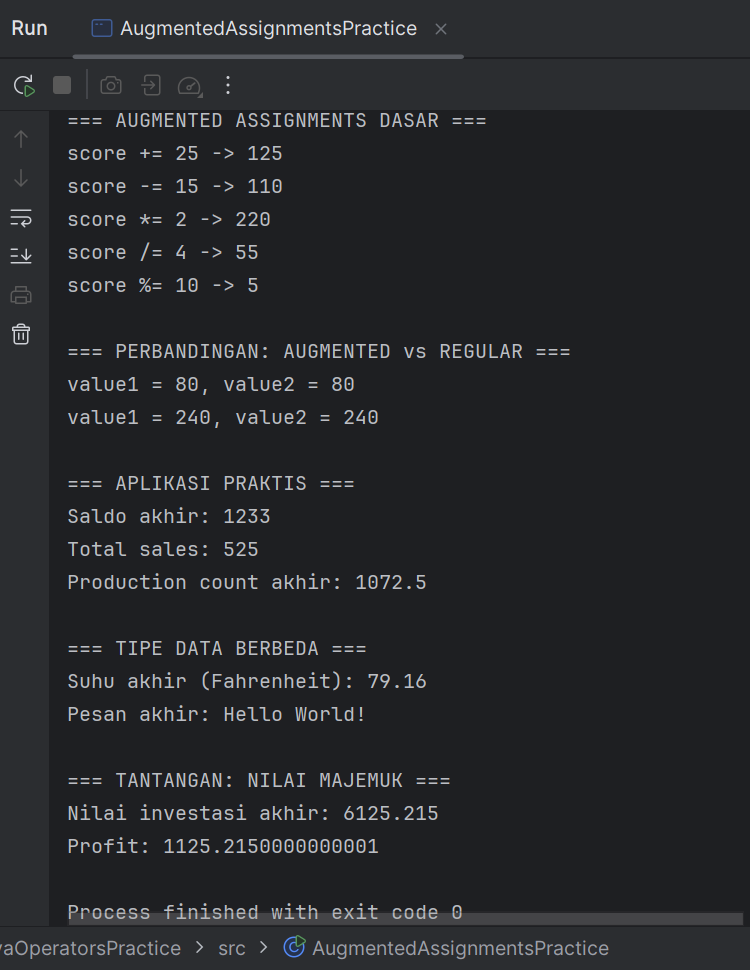 Run AugmentedAssignmentsPractice
=== AUGMENTED ASSIGNMENTS DASAR ===
score += 25 -> 125
score -= 15 -> 110
score *= 2 -> 220
score /= 4 -> 55
score %= 10 -> 5
=== PERBANDINGAN: AUGMENTED vs REGULAR ===
value1 = 80, value2 = 80
value1 = 240, value2 = 240
=== APLIKASI PRAKTIS ===
Saldo akhir: 1233
Total sales: 525
Production count akhir: 1072.5
=== TIPE DATA BERBEDA ===
Suhu akhir (Fahrenheit): 79.16
Pesan akhir: Hello World!
=== TANTANGAN: NILAI MAJEMUK ===
Nilai investasi akhir: 6125.215
Profit: 1125.2150000000001
Process finished with exit code 0
vaOperatorsPractice > src > AugmentedAssignmentsPractice